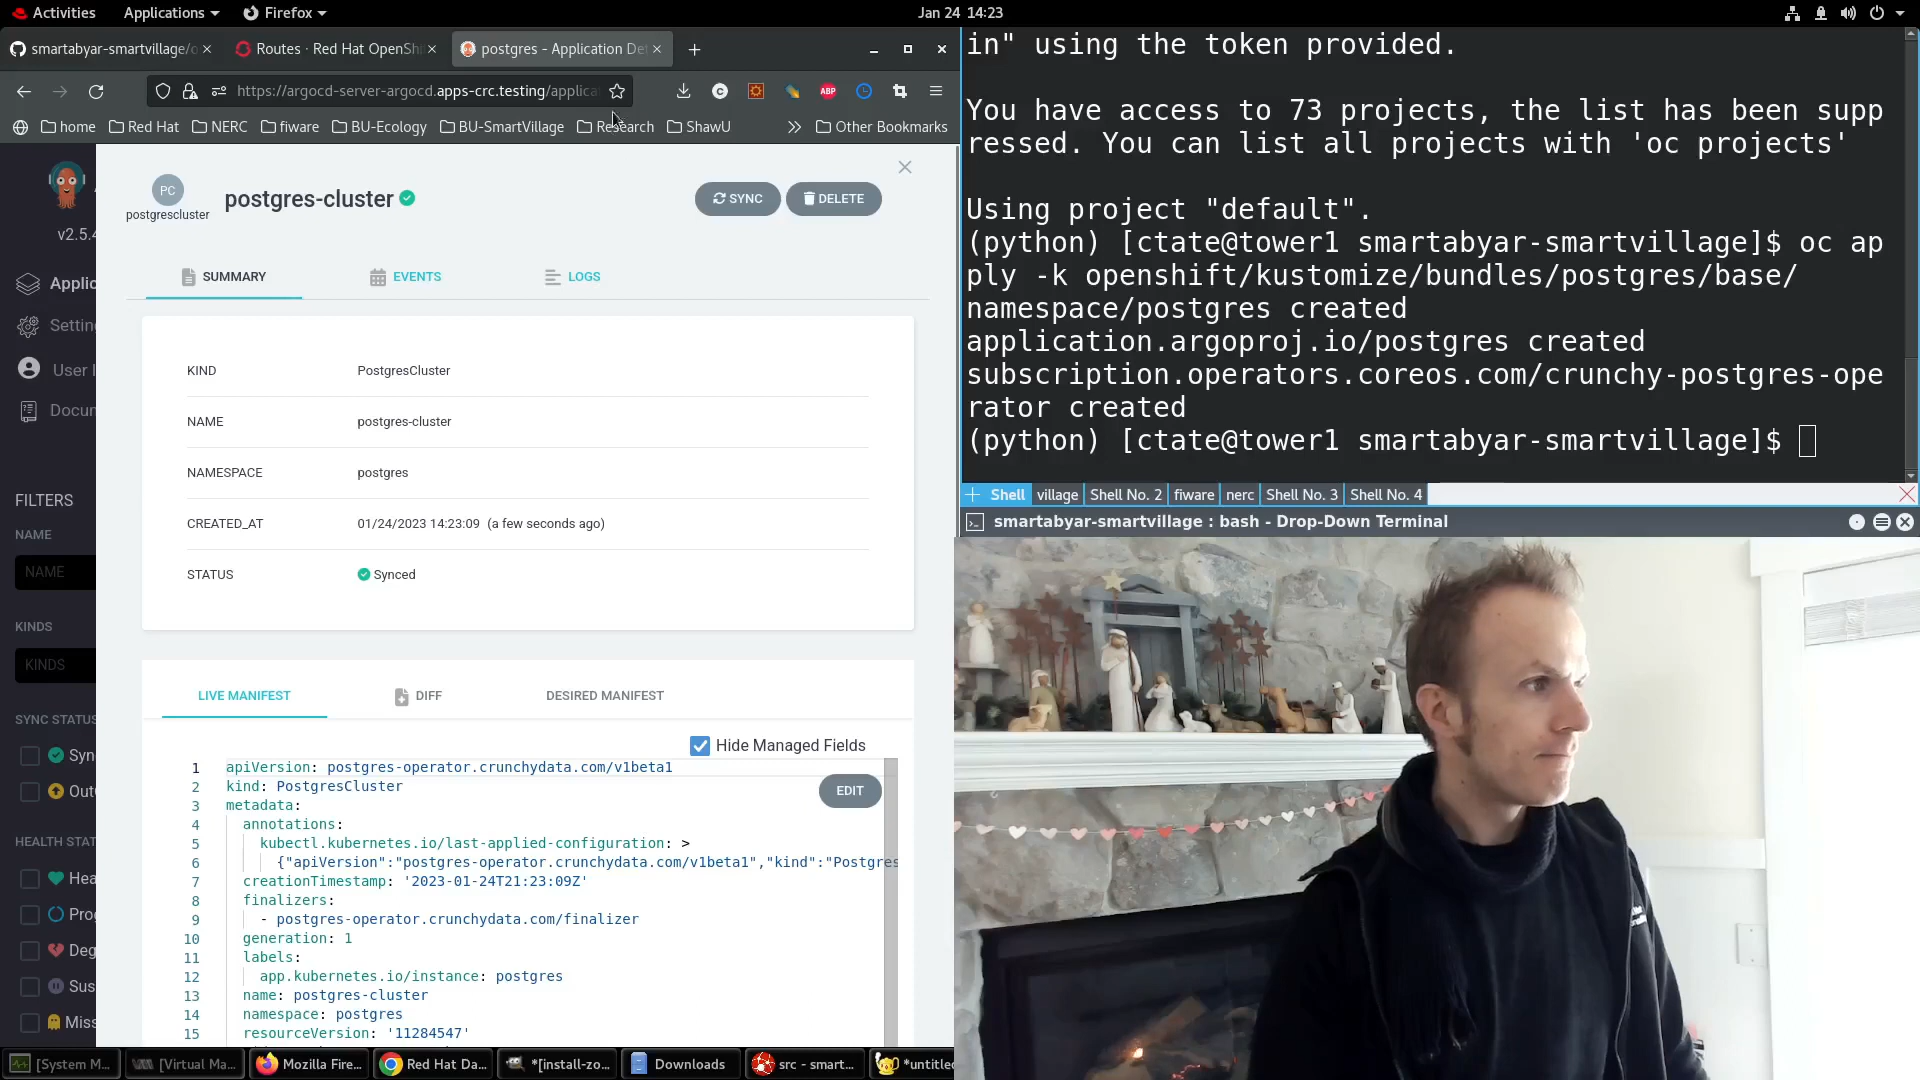 Activities Applications Firefox Jan 24 14:23
smartabyar-smartvillage/o
Routes · Red Hat OpenShi
postgres - Application Det
https://argocd-server-argocd.apps-crc.testing/applica
home Red Hat NERC fiware BU-Ecology BU-SmartVillage Research ShawU Other Bookmarks
v2.5.4
Applic
Settin
User I
Docum
FILTERS
NAME
NAME
KINDS
KINDS
SYNC STATUS
Syn
Out
HEALTH STAT
Hea
Prog
Deg
Sus
Miss
PC
postgrescluster
postgres-cluster
SYNC
DELETE
SUMMARY EVENTS LOGS
KIND PostgresCluster
NAME postgres-cluster
NAMESPACE postgres
CREATED_AT 01/24/2023 14:23:09 (a few seconds ago)
STATUS Synced
LIVE MANIFEST DIFF DESIRED MANIFEST
Hide Managed Fields
EDIT
1 apiVersion: postgres-operator.crunchydata.com/v1beta1
2 kind: PostgresCluster
3 metadata:
4 annotations:
5 kubectl.kubernetes.io/last-applied-configuration: >
6 {"apiVersion":"postgres-operator.crunchydata.com/v1beta1","kind":"Postgres
7 creationTimestamp: '2023-01-24T21:23:09Z'
8 finalizers:
9 - postgres-operator.crunchydata.com/finalizer
10 generation: 1
11 labels:
12 app.kubernetes.io/instance: postgres
13 name: postgres-cluster
14 namespace: postgres
15 resourceVersion: '11284547'
in" using the token provided.
You have access to 73 projects, the list has been supp
ressed. You can list all projects with 'oc projects'
Using project "default".
(python) [ctate@tower1 smartabyar-smartvillage]$ oc ap
ply -k openshift/kustomize/bundles/postgres/base/
namespace/postgres created
application.argoproj.io/postgres created
subscription.operators.coreos.com/crunchy-postgres-ope
rator created
(python) [ctate@tower1 smartabyar-smartvillage]$
Shell village Shell No. 2 fiware nerc Shell No. 3 Shell No. 4
smartabyar-smartvillage : bash - Drop-Down Terminal
[System M... [Virtual Ma... Mozilla Fire... Red Hat Da... *[install-zo... Downloads src - smart... *untitle